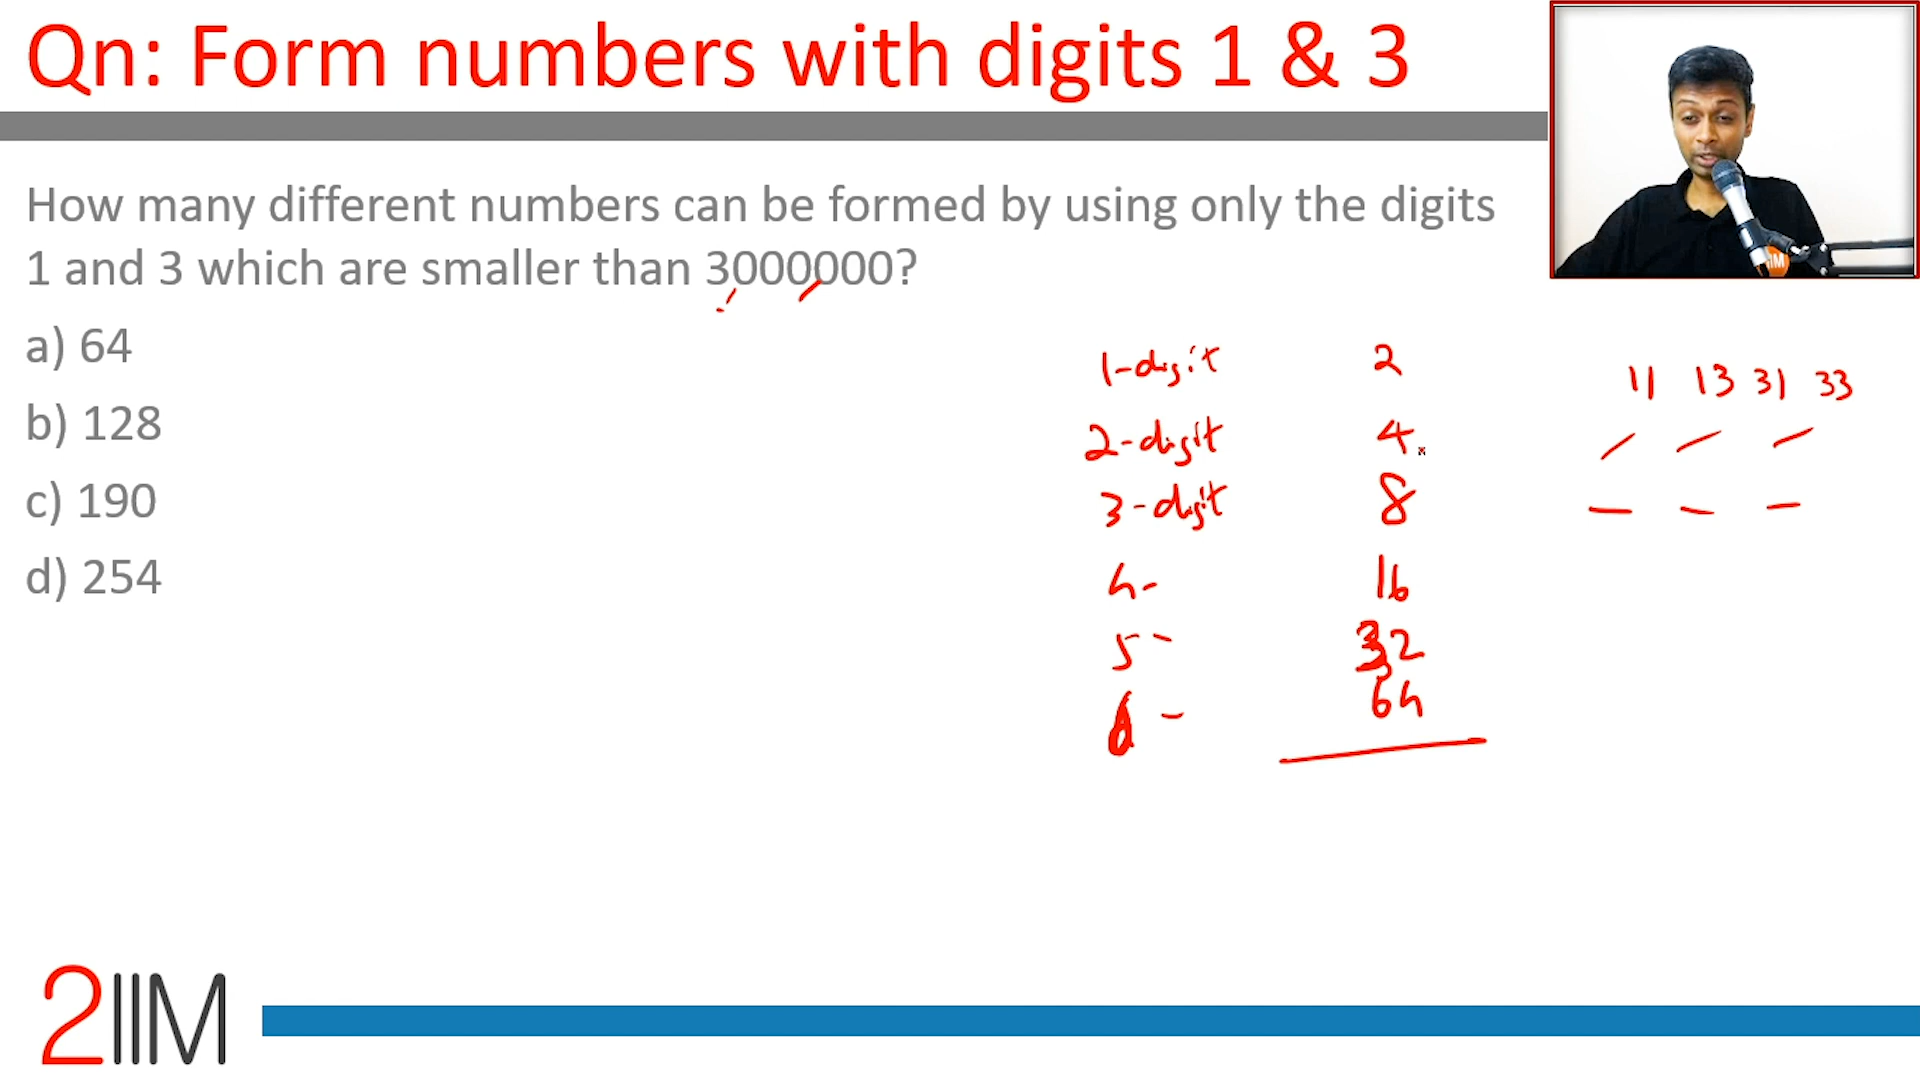 Qn: Form numbers with digits 1 & 3
How many different numbers can be formed by using only the digits
1 and 3 which are smaller than 3000000?
a) 64
b) 128
c) 190
d) 254
1-digit 2
11 13 31 33
2-digit 4
3-digit 8
4- 16
5- 32
6- 64
2IIM